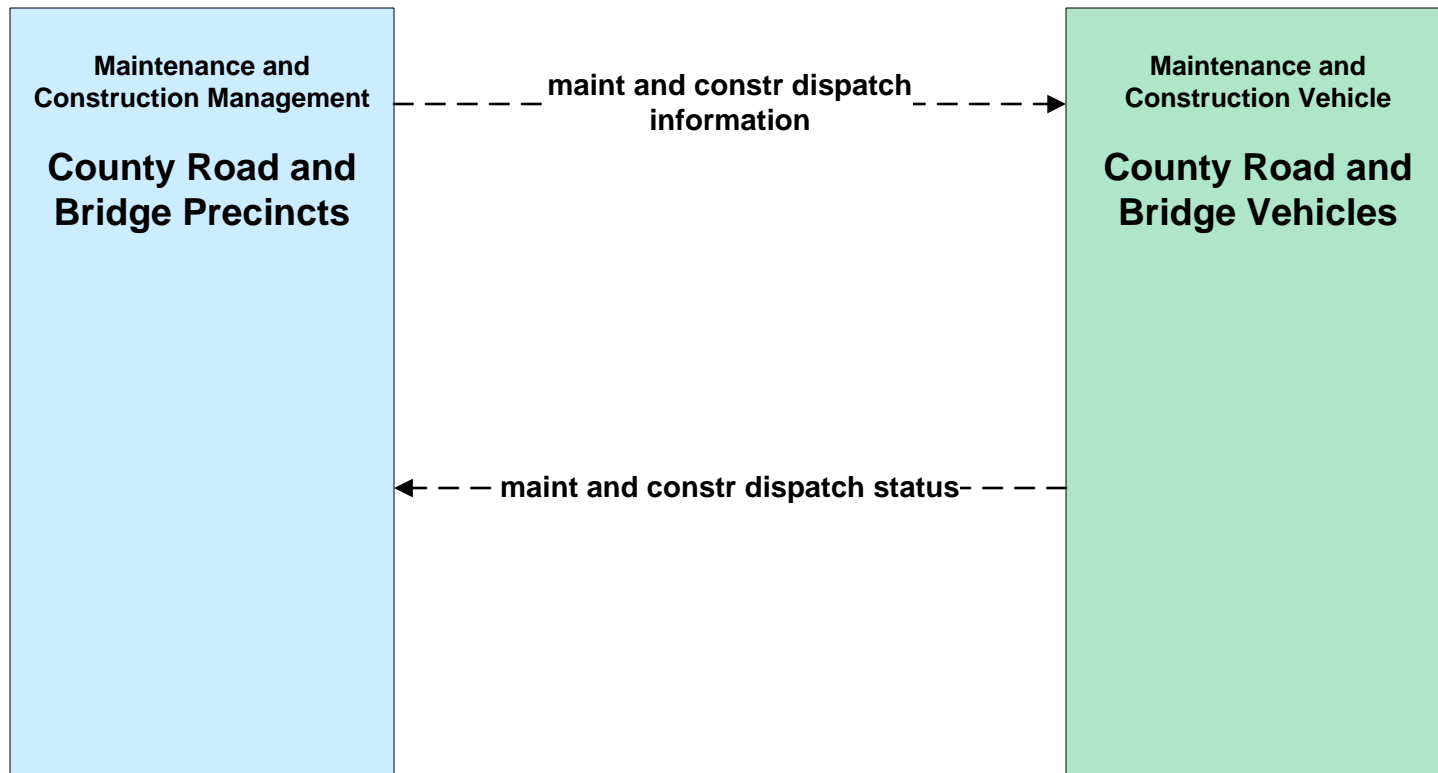 Maintenance and
Construction Management
County Road and
Bridge Precincts
maint and constr dispatch
information
maint and constr dispatch status
Maintenance and
Construction Vehicle
County Road and
Bridge Vehicles